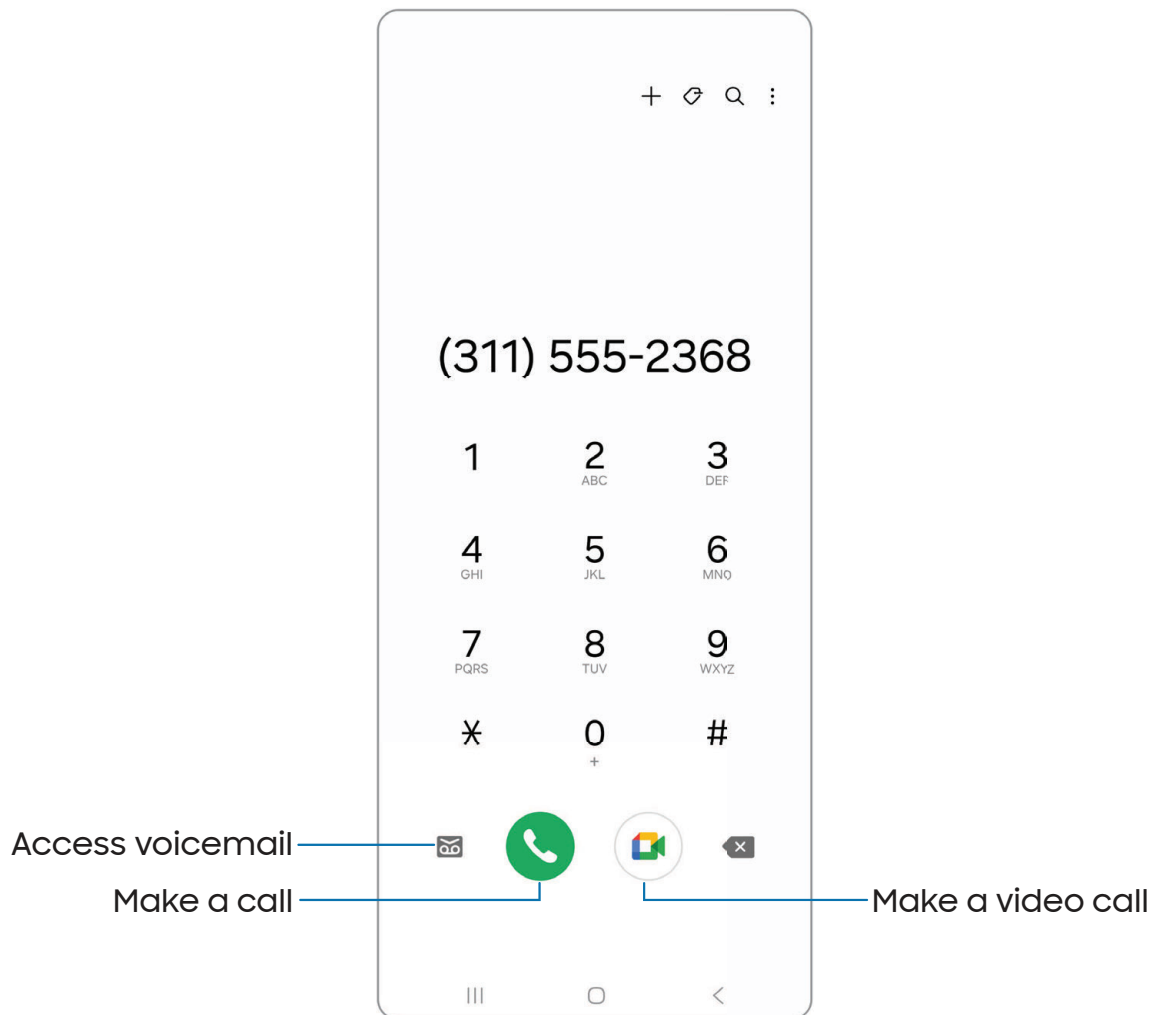 (311) 555-2368
1 2 3
ABC DEF
4 5 6
GHI JKL MNO
7 8 9
PQRS TUV WXYZ
* 0 #
+
Access voicemail
Make a call
Make a video call